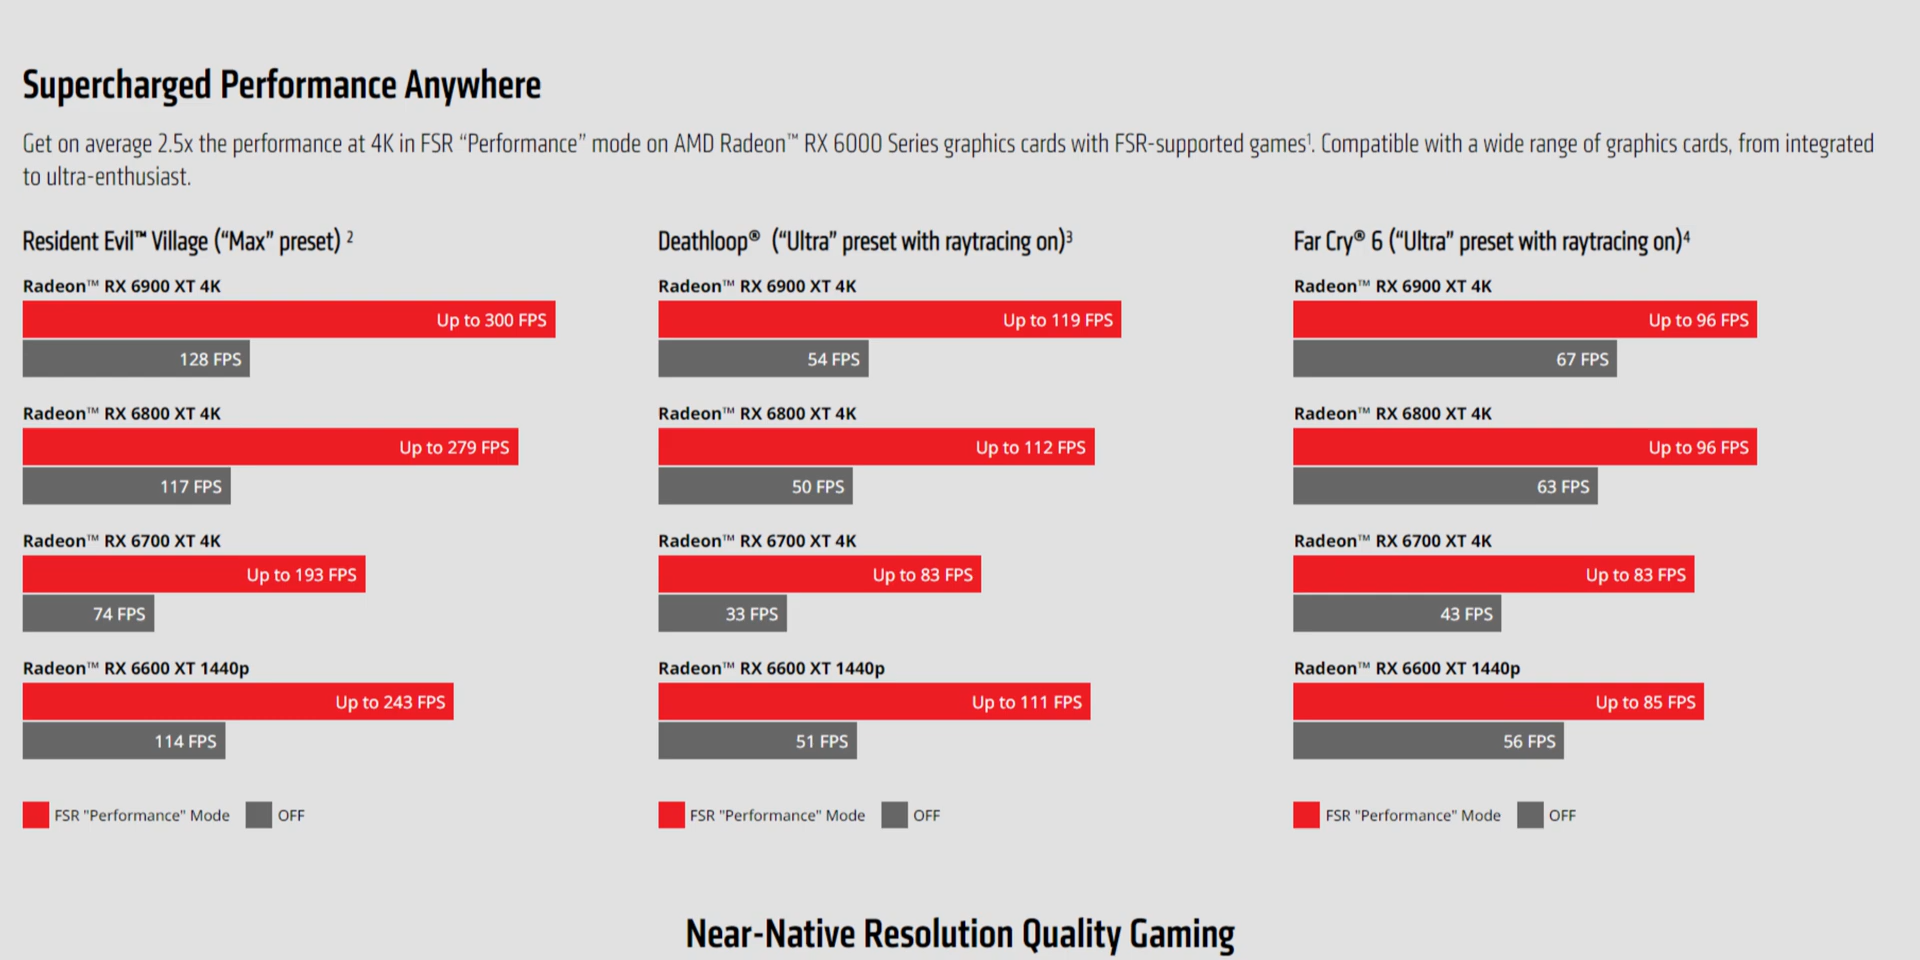 Supercharged Performance Anywhere
Get on average 2.5x the performance at 4K in FSR “Performance” mode on AMD Radeon™ RX 6000 Series graphics cards with FSR-supported games¹. Compatible with a wide range of graphics cards, from integrated
to ultra-enthusiast.
Resident Evil™ Village (“Max” preset) ²
Radeon™ RX 6900 XT 4K
Up to 300 FPS
128 FPS
Radeon™ RX 6800 XT 4K
Up to 279 FPS
117 FPS
Radeon™ RX 6700 XT 4K
Up to 193 FPS
74 FPS
Radeon™ RX 6600 XT 1440p
Up to 243 FPS
114 FPS
FSR "Performance" Mode OFF
Deathloop® (“Ultra” preset with raytracing on)³
Radeon™ RX 6900 XT 4K
Up to 119 FPS
54 FPS
Radeon™ RX 6800 XT 4K
Up to 112 FPS
50 FPS
Radeon™ RX 6700 XT 4K
Up to 83 FPS
33 FPS
Radeon™ RX 6600 XT 1440p
Up to 111 FPS
51 FPS
FSR "Performance" Mode OFF
Far Cry® 6 (“Ultra” preset with raytracing on)⁴
Radeon™ RX 6900 XT 4K
Up to 96 FPS
67 FPS
Radeon™ RX 6800 XT 4K
Up to 96 FPS
63 FPS
Radeon™ RX 6700 XT 4K
Up to 83 FPS
43 FPS
Radeon™ RX 6600 XT 1440p
Up to 85 FPS
56 FPS
FSR "Performance" Mode OFF
Near-Native Resolution Quality Gaming